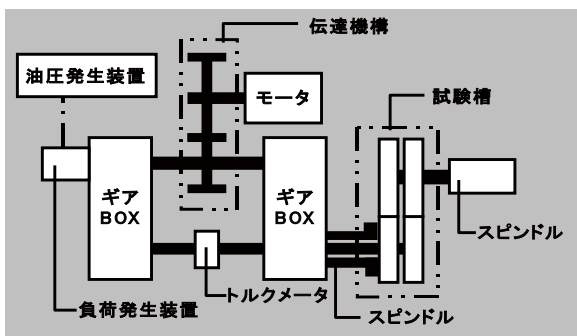 伝達機構
油圧発生装置
モータ
試験槽
ギア
BOX
ギア
BOX
スピンドル
トルクメータ
負荷発生装置
スピンドル